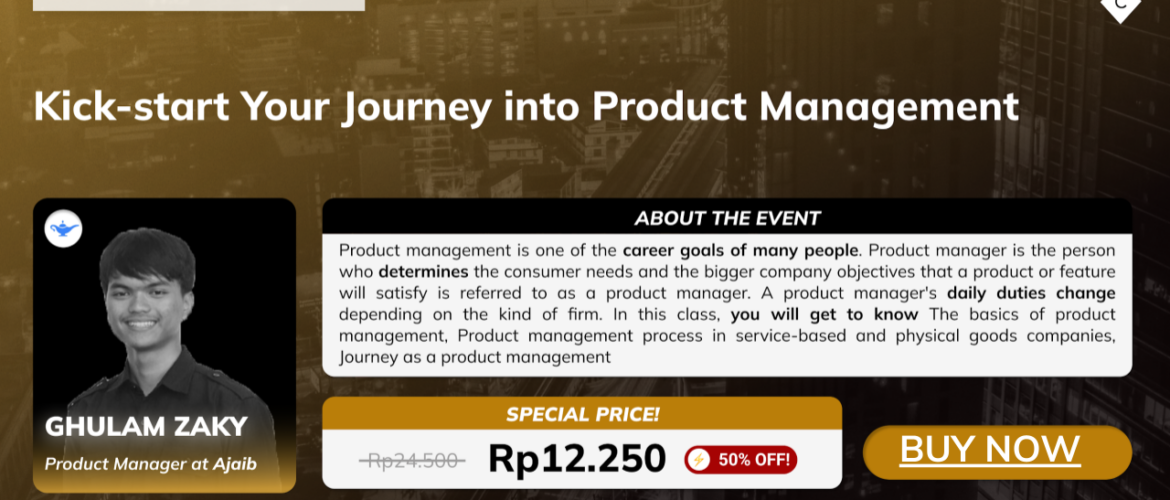 Kick-start Your Journey into Product Management
ABOUT THE EVENT
Product management is one of the career goals of many people. Product manager is the person
who determines the consumer needs and the bigger company objectives that a product or feature
will satisfy is referred to as a product manager. A product manager's daily duties change
depending on the kind of firm. In this class, you will get to know The basics of product
management, Product management process in service-based and physical goods companies,
Journey as a product management
GHULAM ZAKY
Product Manager at Ajaib
SPECIAL PRICE!
Rp24.500 Rp12.250 50% OFF!
BUY NOW